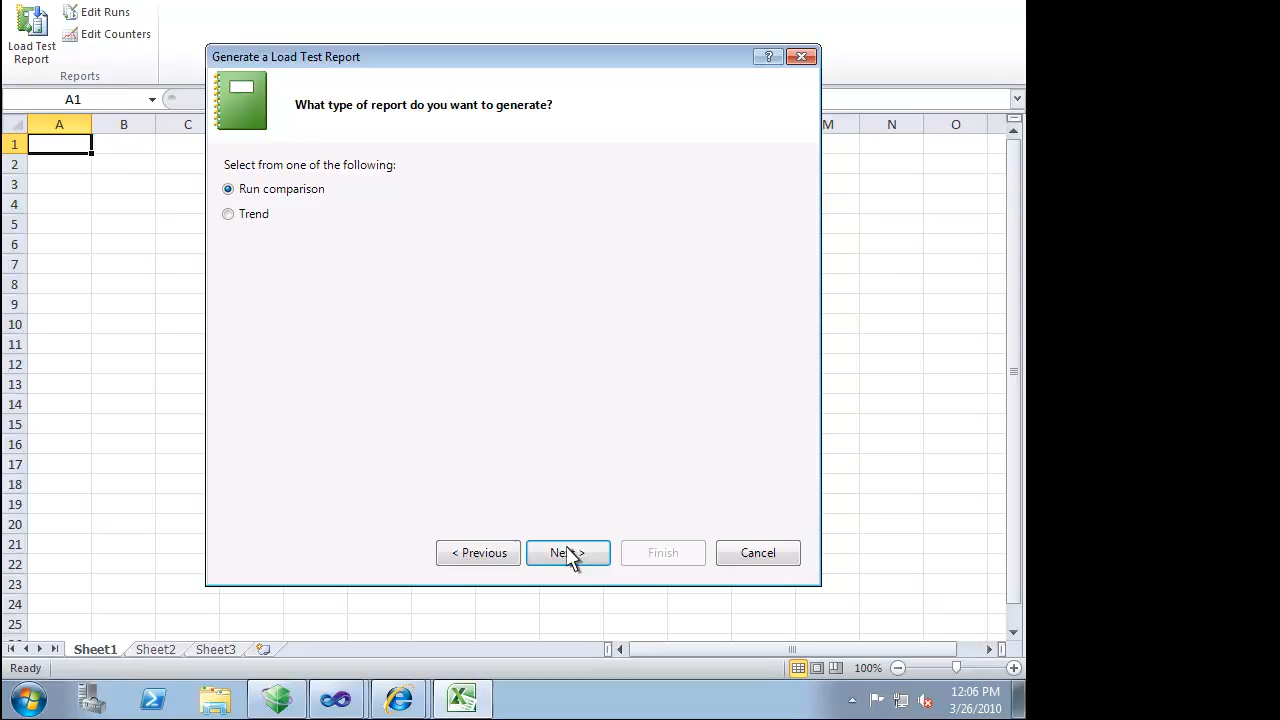 Edit Runs
Edit Counters
Load Test
Report
Reports
Generate a Load Test Report
?
What type of report do you want to generate?
A1
A B C M N O
Select from one of the following:
Run comparison
Trend
1
2
3
4
5
6
7
8
9
10
11
12
13
14
15
16
17
18
19
20
21
22
23
24
25
< Previous
>
Finish
Cancel
Sheet1 Sheet2 Sheet3
Ready
100%
12:06 PM
3/26/2010